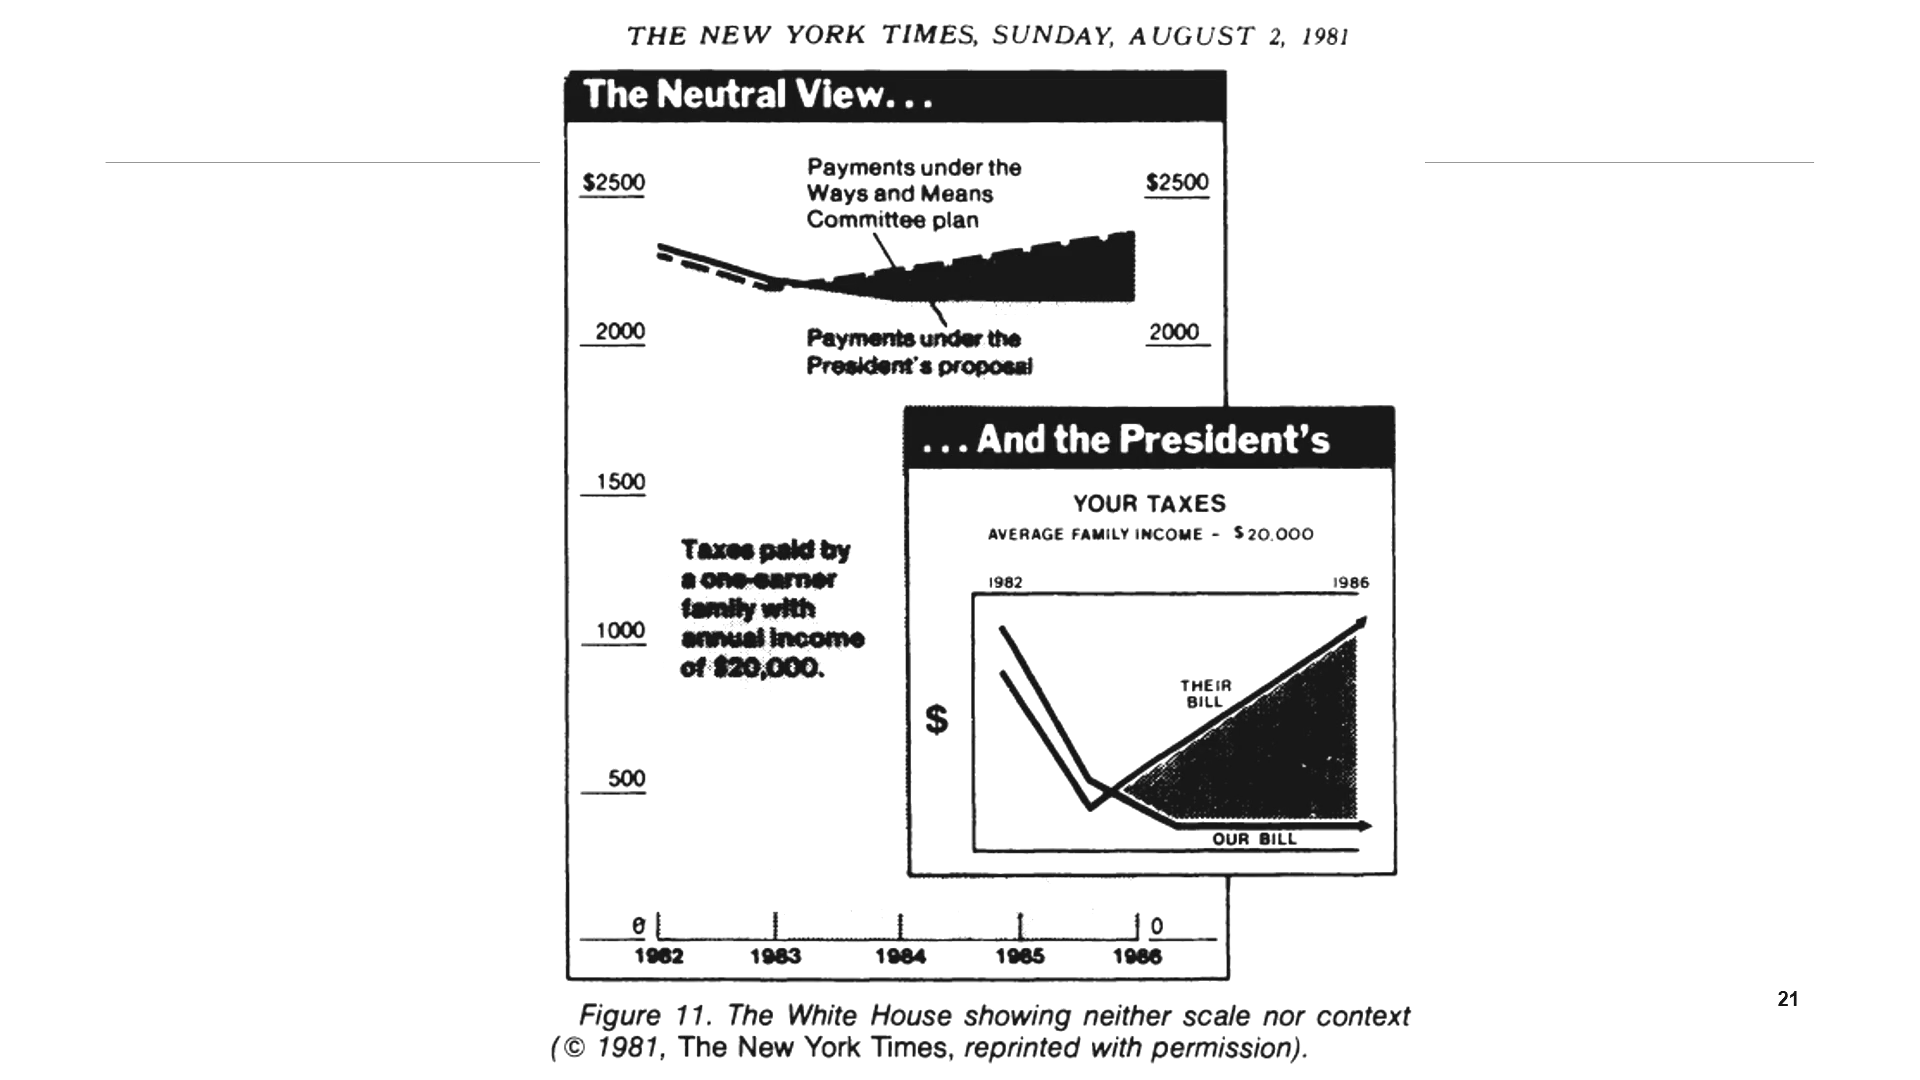 THE NEW YORK TIMES, SUNDAY, AUGUST 2, 1981
The Neutral View...
Payments under the
Ways and Means
Committee plan
$2500
$2500
2000
2000
Payments under the
President's proposal
1500
Taxes paid by
a one-earner
family with
annual income
of $20,000.
1000
500
0
0
1982 1983 1984 1985 1986
...And the President's
YOUR TAXES
AVERAGE FAMILY INCOME - $20,000
1982 1986
THEIR
BILL
$
OUR BILL
Figure 11. The White House showing neither scale nor context
(© 1981, The New York Times, reprinted with permission).
21